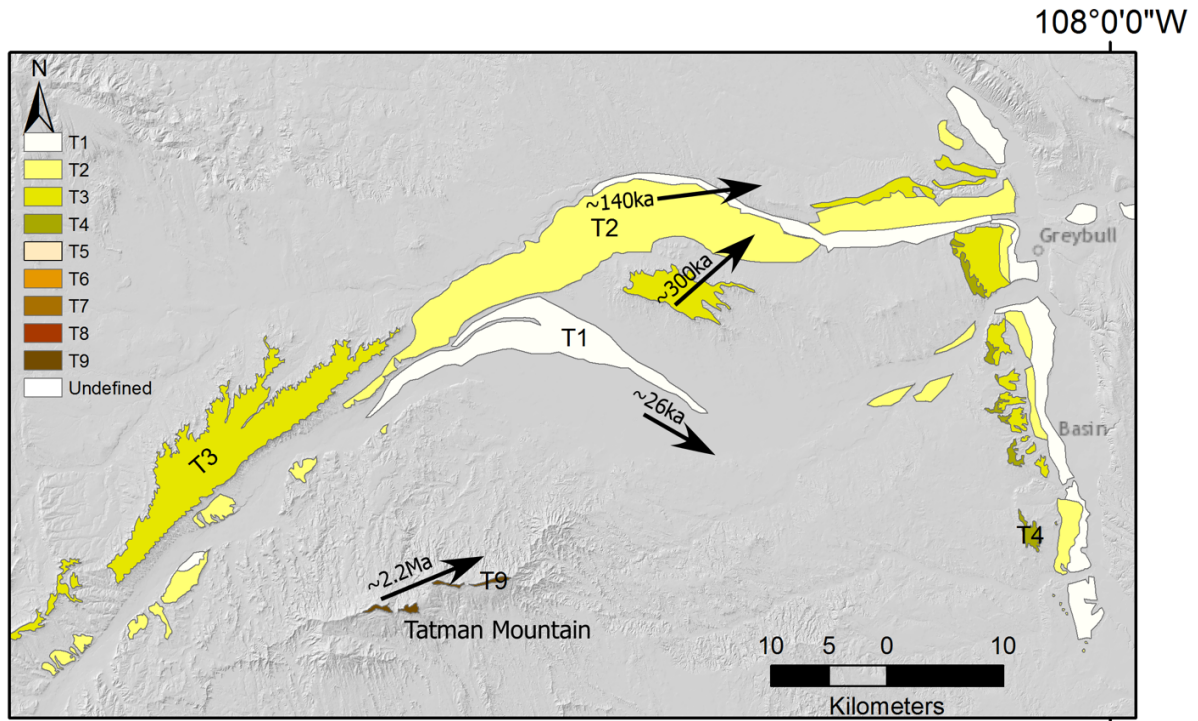 108°0'0"W
N
T1
T2
T3
T4
T5
T6
T7
T8
T9
Undefined
~140ka
T2
Greybull
~300ka
T1
~26ka
Basin
T3
T4
~2.2Ma
T9
Tatman Mountain
10 5 0 10
Kilometers